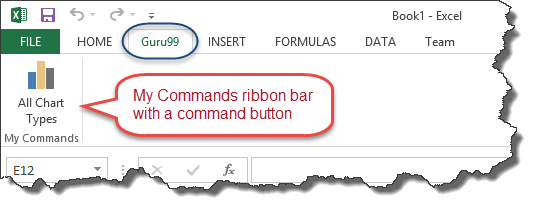 Book1 - Excel
FILE HOME Guru99 INSERT FORMULAS DATA Team
All Chart
Types
My Commands
My Commands ribbon bar
with a command button
E12 fx